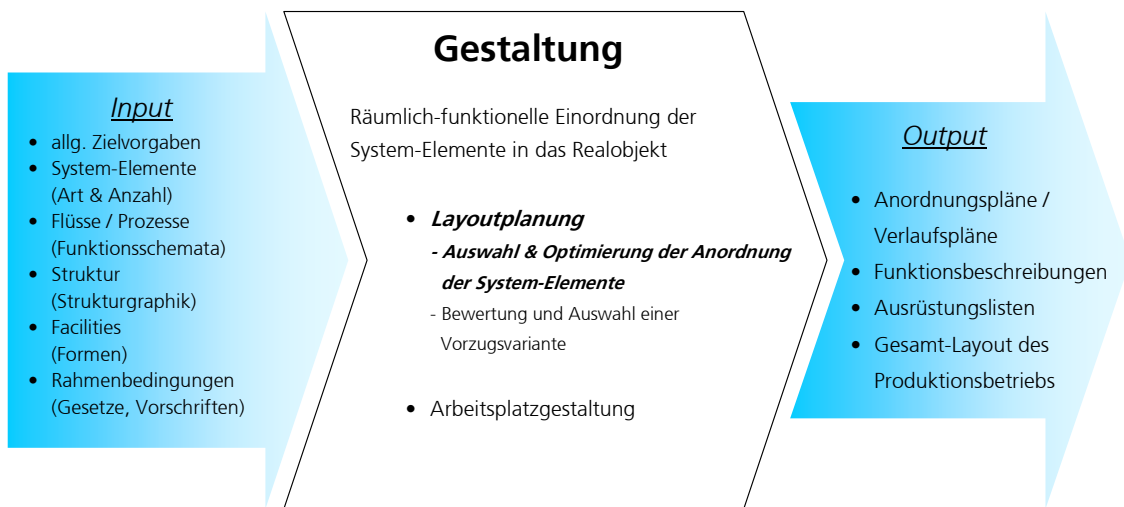 Input
• allg. Zielvorgaben
• System-Elemente
(Art & Anzahl)
• Flüsse / Prozesse
(Funktionsschemata)
• Struktur
(Strukturgraphik)
• Facilities
(Formen)
• Rahmenbedingungen
(Gesetze, Vorschriften)
Gestaltung
Räumlich-funktionelle Einordnung der
System-Elemente in das Realobjekt
• Layoutplanung
- Auswahl & Optimierung der Anordnung
der System-Elemente
- Bewertung und Auswahl einer
Vorzugsvariante
• Arbeitsplatzgestaltung
Output
• Anordnungspläne /
Verlaufspläne
• Funktionsbeschreibungen
• Ausrüstungslisten
• Gesamt-Layout des
Produktionsbetriebs